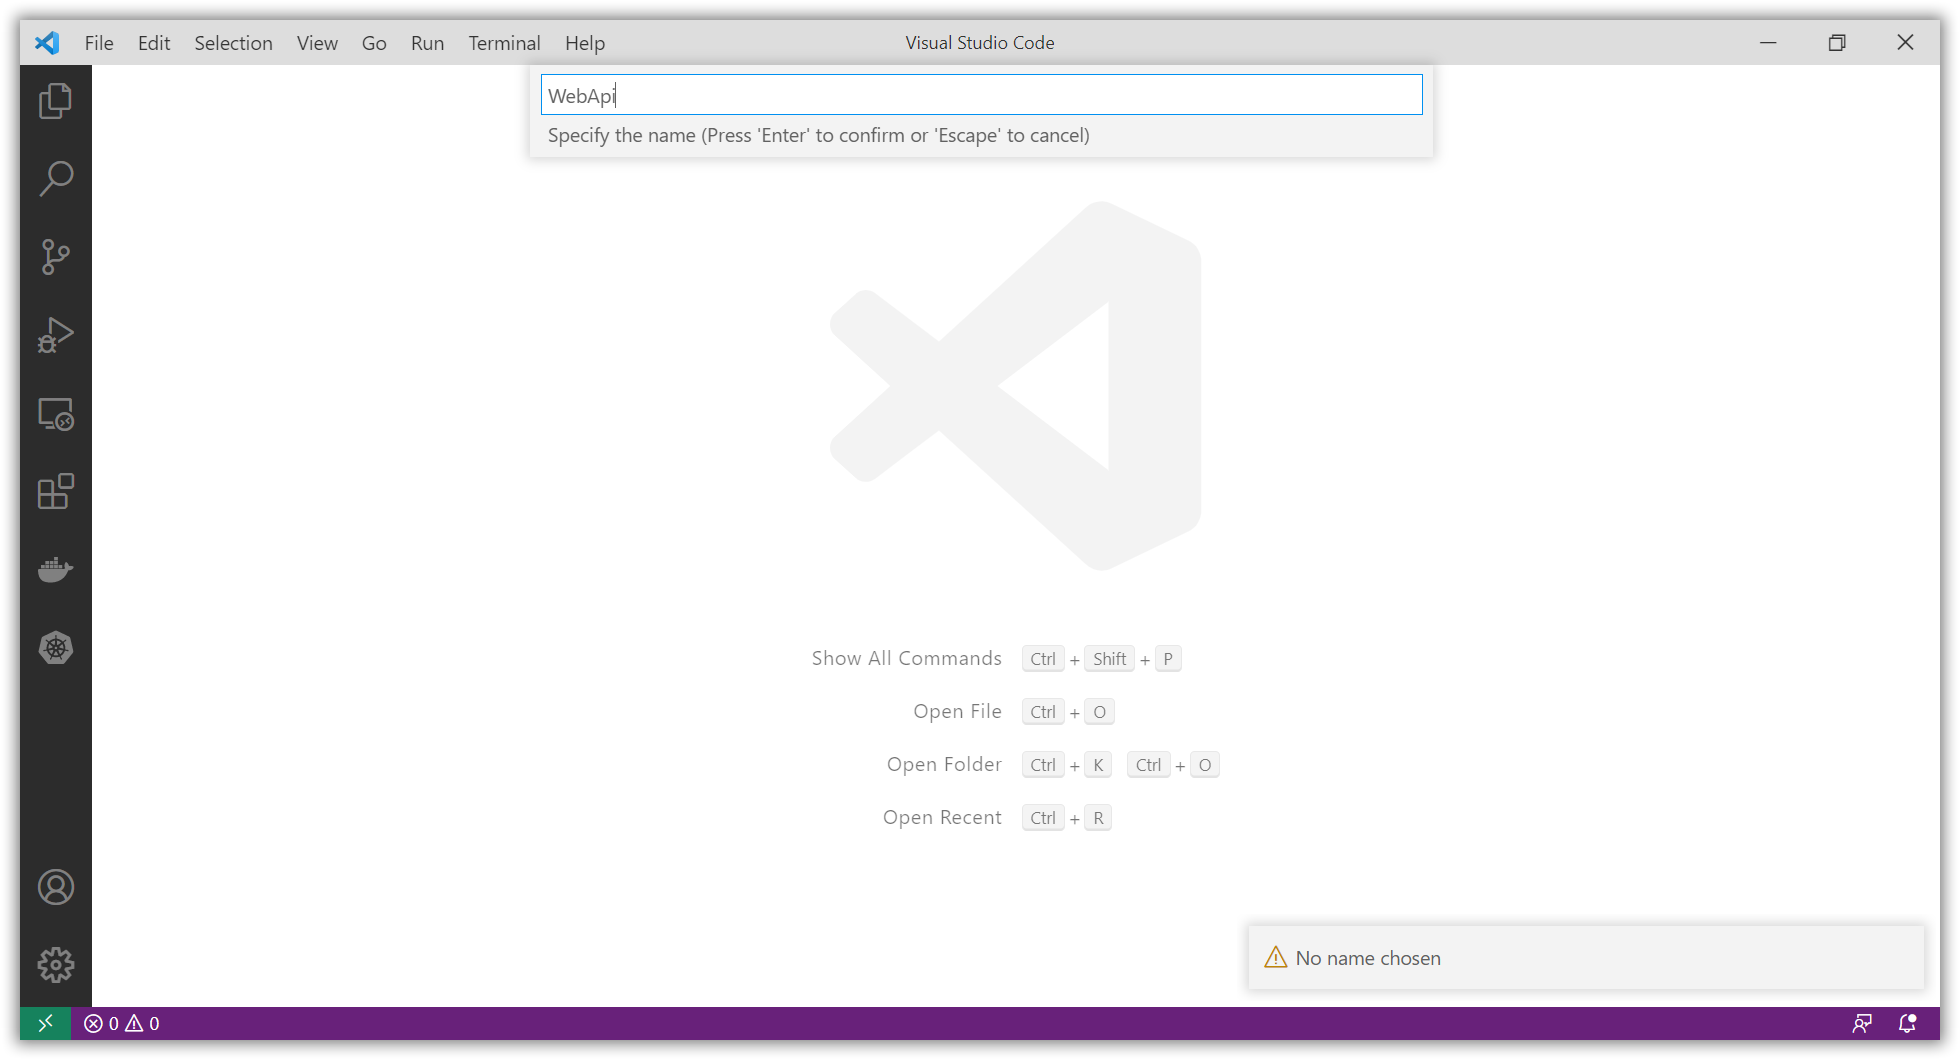 File Edit Selection View Go Run Terminal Help Visual Studio Code
WebApi
Specify the name (Press 'Enter' to confirm or 'Escape' to cancel)
Show All Commands Ctrl + Shift + P
Open File Ctrl + O
Open Folder Ctrl + K Ctrl + O
Open Recent Ctrl + R
No name chosen
0 0